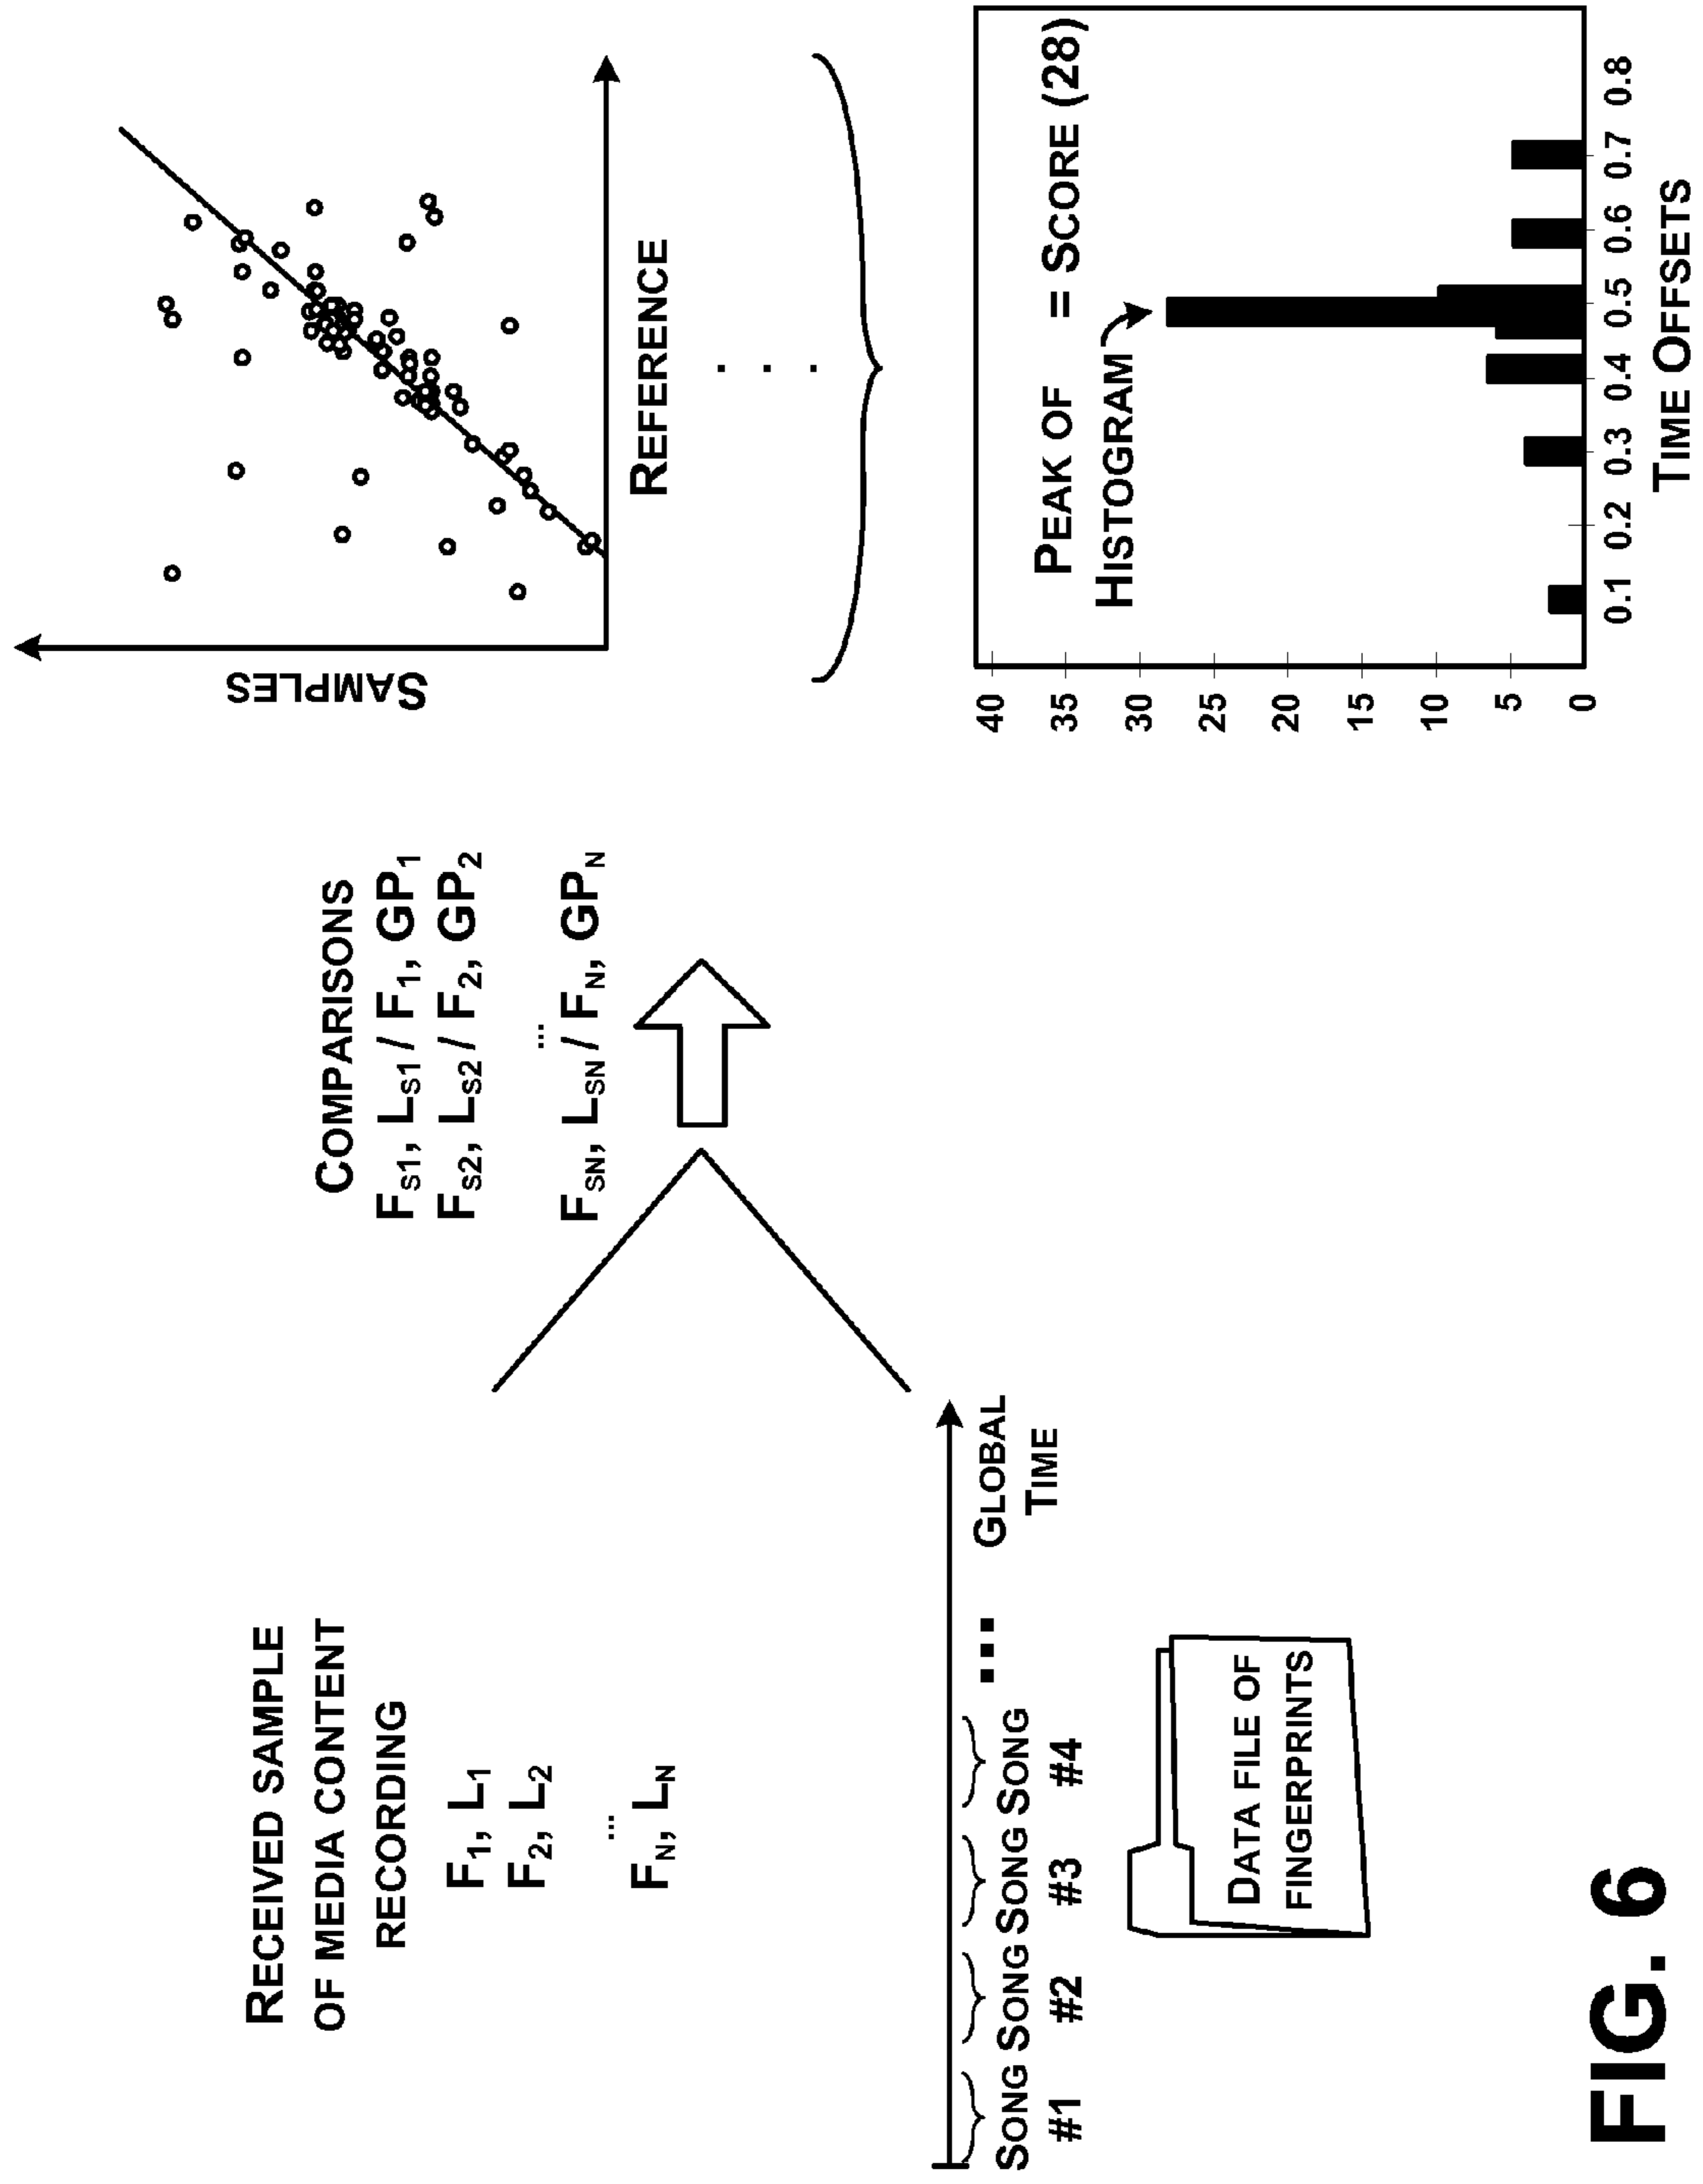 RECEIVED SAMPLE
OF MEDIA CONTENT
RECORDING
F1, L1
F2, L2
...
FN, LN
GLOBAL
TIME
SONG SONG SONG SONG ...
#1 #2 #3 #4
DATA FILE OF
FINGERPRINTS
COMPARISONS
FS1, LS1 / F1, GP1
FS2, LS2 / F2, GP2
...
FSN, LSN / FN, GPN
SAMPLES
REFERENCE
. . .
PEAK OF = SCORE (28)
HISTOGRAM
40
35
30
25
20
15
10
5
0
0.1 0.2 0.3 0.4 0.5 0.6 0.7 0.8
TIME OFFSETS
FIG. 6